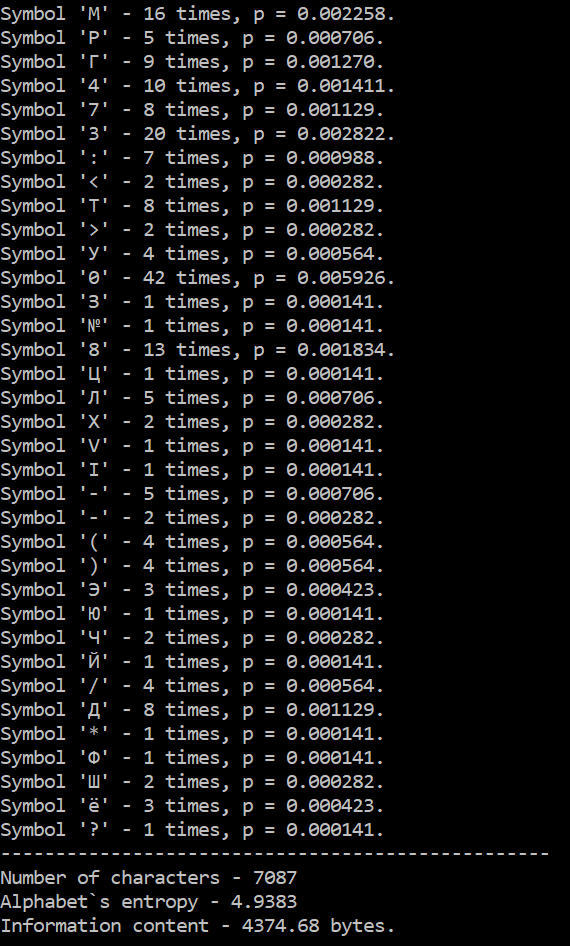 Symbol 'М' - 16 times, p = 0.002258.
Symbol 'Р' - 5 times, p = 0.000706.
Symbol 'Г' - 9 times, p = 0.001270.
Symbol '4' - 10 times, p = 0.001411.
Symbol '7' - 8 times, p = 0.001129.
Symbol '3' - 20 times, p = 0.002822.
Symbol ':' - 7 times, p = 0.000988.
Symbol '<' - 2 times, p = 0.000282.
Symbol 'Т' - 8 times, p = 0.001129.
Symbol '>' - 2 times, p = 0.000282.
Symbol 'У' - 4 times, p = 0.000564.
Symbol '0' - 42 times, p = 0.005926.
Symbol 'З' - 1 times, p = 0.000141.
Symbol '№' - 1 times, p = 0.000141.
Symbol '8' - 13 times, p = 0.001834.
Symbol 'Ц' - 1 times, p = 0.000141.
Symbol 'Л' - 5 times, p = 0.000706.
Symbol 'Х' - 2 times, p = 0.000282.
Symbol 'V' - 1 times, p = 0.000141.
Symbol 'I' - 1 times, p = 0.000141.
Symbol '-' - 5 times, p = 0.000706.
Symbol '-' - 2 times, p = 0.000282.
Symbol '(' - 4 times, p = 0.000564.
Symbol ')' - 4 times, p = 0.000564.
Symbol 'Э' - 3 times, p = 0.000423.
Symbol 'Ю' - 1 times, p = 0.000141.
Symbol 'Ч' - 2 times, p = 0.000282.
Symbol 'Й' - 1 times, p = 0.000141.
Symbol '/' - 4 times, p = 0.000564.
Symbol 'Д' - 8 times, p = 0.001129.
Symbol '*' - 1 times, p = 0.000141.
Symbol 'Ф' - 1 times, p = 0.000141.
Symbol 'Ш' - 2 times, p = 0.000282.
Symbol 'ё' - 3 times, p = 0.000423.
Symbol '?' - 1 times, p = 0.000141.
--------------------------------------------------
Number of characters - 7087
Alphabet`s entropy - 4.9383
Information content - 4374.68 bytes.